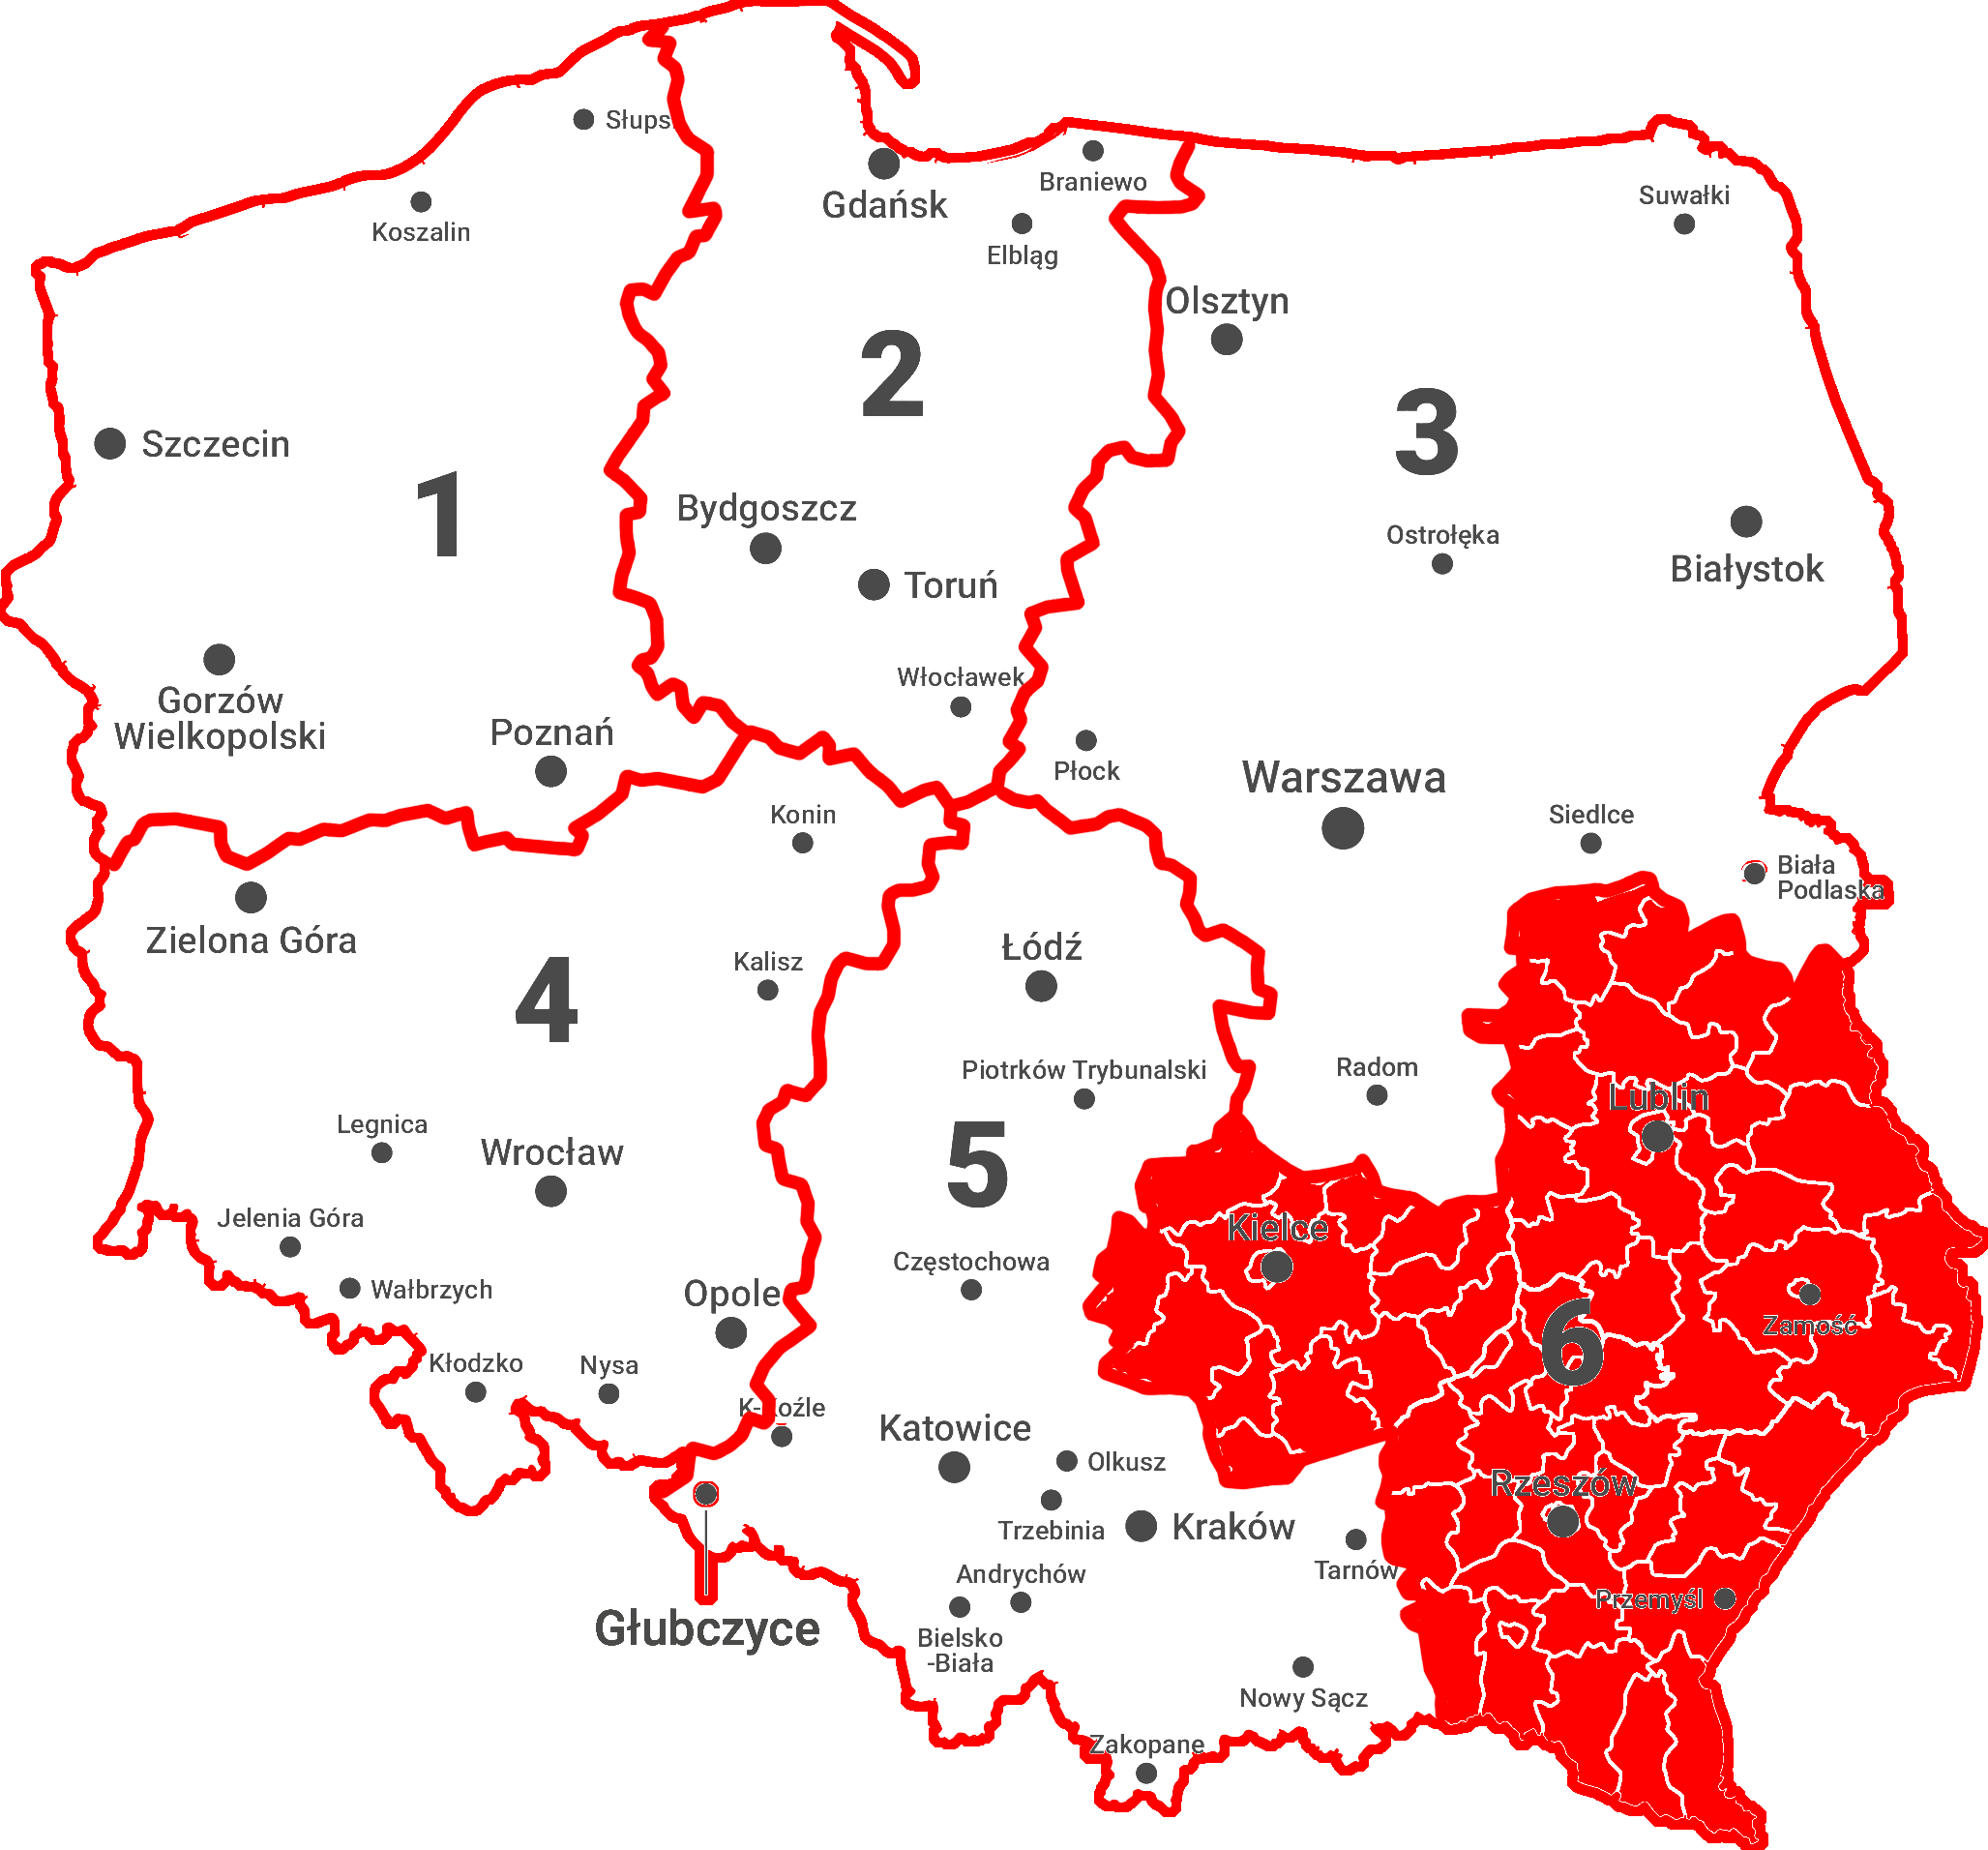 Słups
Koszalin
Gdańsk
Braniewo
Elbląg
Suwałki
Olsztyn
2
3
Szczecin
1
Bydgoszcz
Toruń
Ostrołęka
Białystok
Gorzów
Wielkopolski
Włocławek
Poznań
Płock
Warszawa
Konin
Siedlce
Biała
Podlaska
Zielona Góra
Kalisz
Łódź
4
Piotrków Trybunalski
Radom
Lublin
Legnica
Wrocław
5
Jelenia Góra
Kielce
Wałbrzych
Częstochowa
Opole
Zamość
6
Kłodzko
Nysa
K-Koźle
Katowice
Olkusz
Rzeszów
Trzebinia
Kraków
Tarnów
Andrychów
Przemyśl
Głubczyce
Bielsko
-Biała
Nowy Sącz
Zakopane